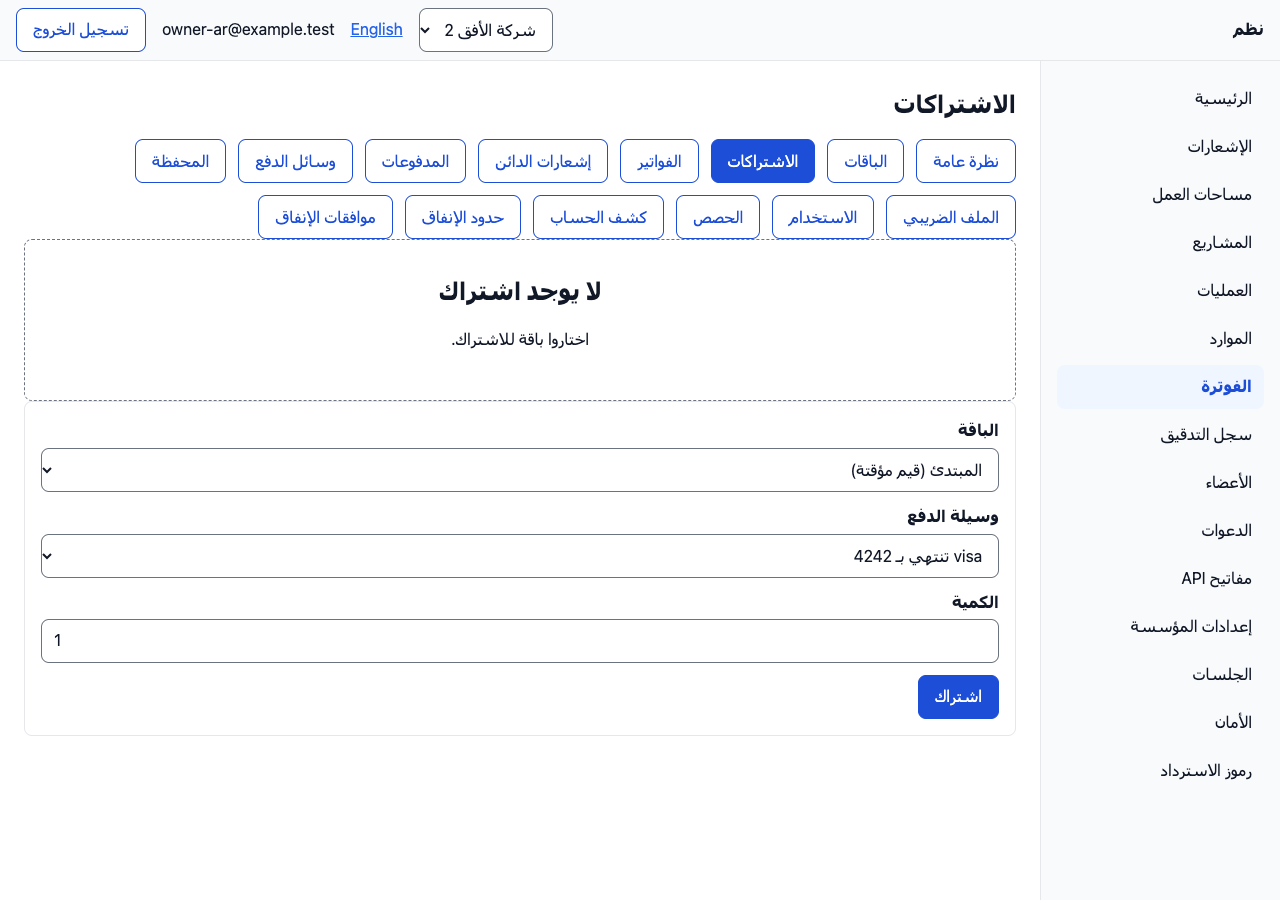 نظم
شركة الأفق 2
English
owner-ar@example.test
تسجيل الخروج
الرئيسية
الإشعارات
مساحات العمل
المشاريع
العمليات
الموارد
الفوترة
سجل التدقيق
الأعضاء
الدعوات
مفاتيح API
إعدادات المؤسسة
الجلسات
الأمان
رموز الاسترداد
الاشتراكات
نظرة عامة
الباقات
الاشتراكات
الفواتير
إشعارات الدائن
المدفوعات
وسائل الدفع
المحفظة
الملف الضريبي
الاستخدام
الحصص
كشف الحساب
حدود الإنفاق
موافقات الإنفاق
لا يوجد اشتراك
اختاروا باقة للاشتراك.
الباقة
المبتدئ (قيم مؤقتة)
وسيلة الدفع
visa تنتهي بـ 4242
الكمية
1
اشتراك